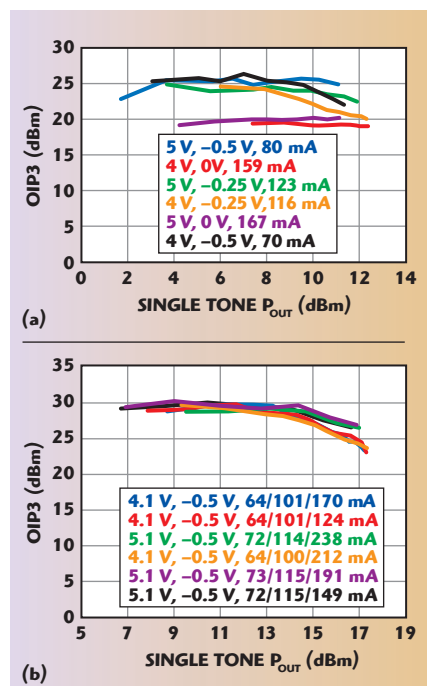 30
25
20
15
10
5
0
OIP3 (dBm)
5 V, –0.5 V, 80 mA
4 V, 0V, 159 mA
5 V, –0.25 V,123 mA
4 V, –0.25 V,116 mA
5 V, 0 V, 167 mA
4 V, –0.5 V, 70 mA
0 2 4 6 8 10 12 14
SINGLE TONE POUT (dBm)
(a)
35
30
25
20
15
10
5
0
OIP3 (dBm)
4.1 V, –0.5 V, 64/101/170 mA
4.1 V, –0.5 V, 64/101/124 mA
5.1 V, –0.5 V, 72/114/238 mA
4.1 V, –0.5 V, 64/100/212 mA
5.1 V, –0.5 V, 73/115/191 mA
5.1 V, –0.5 V, 72/115/149 mA
5 7 9 11 13 15 17 19
SINGLE TONE POUT (dBm)
(b)